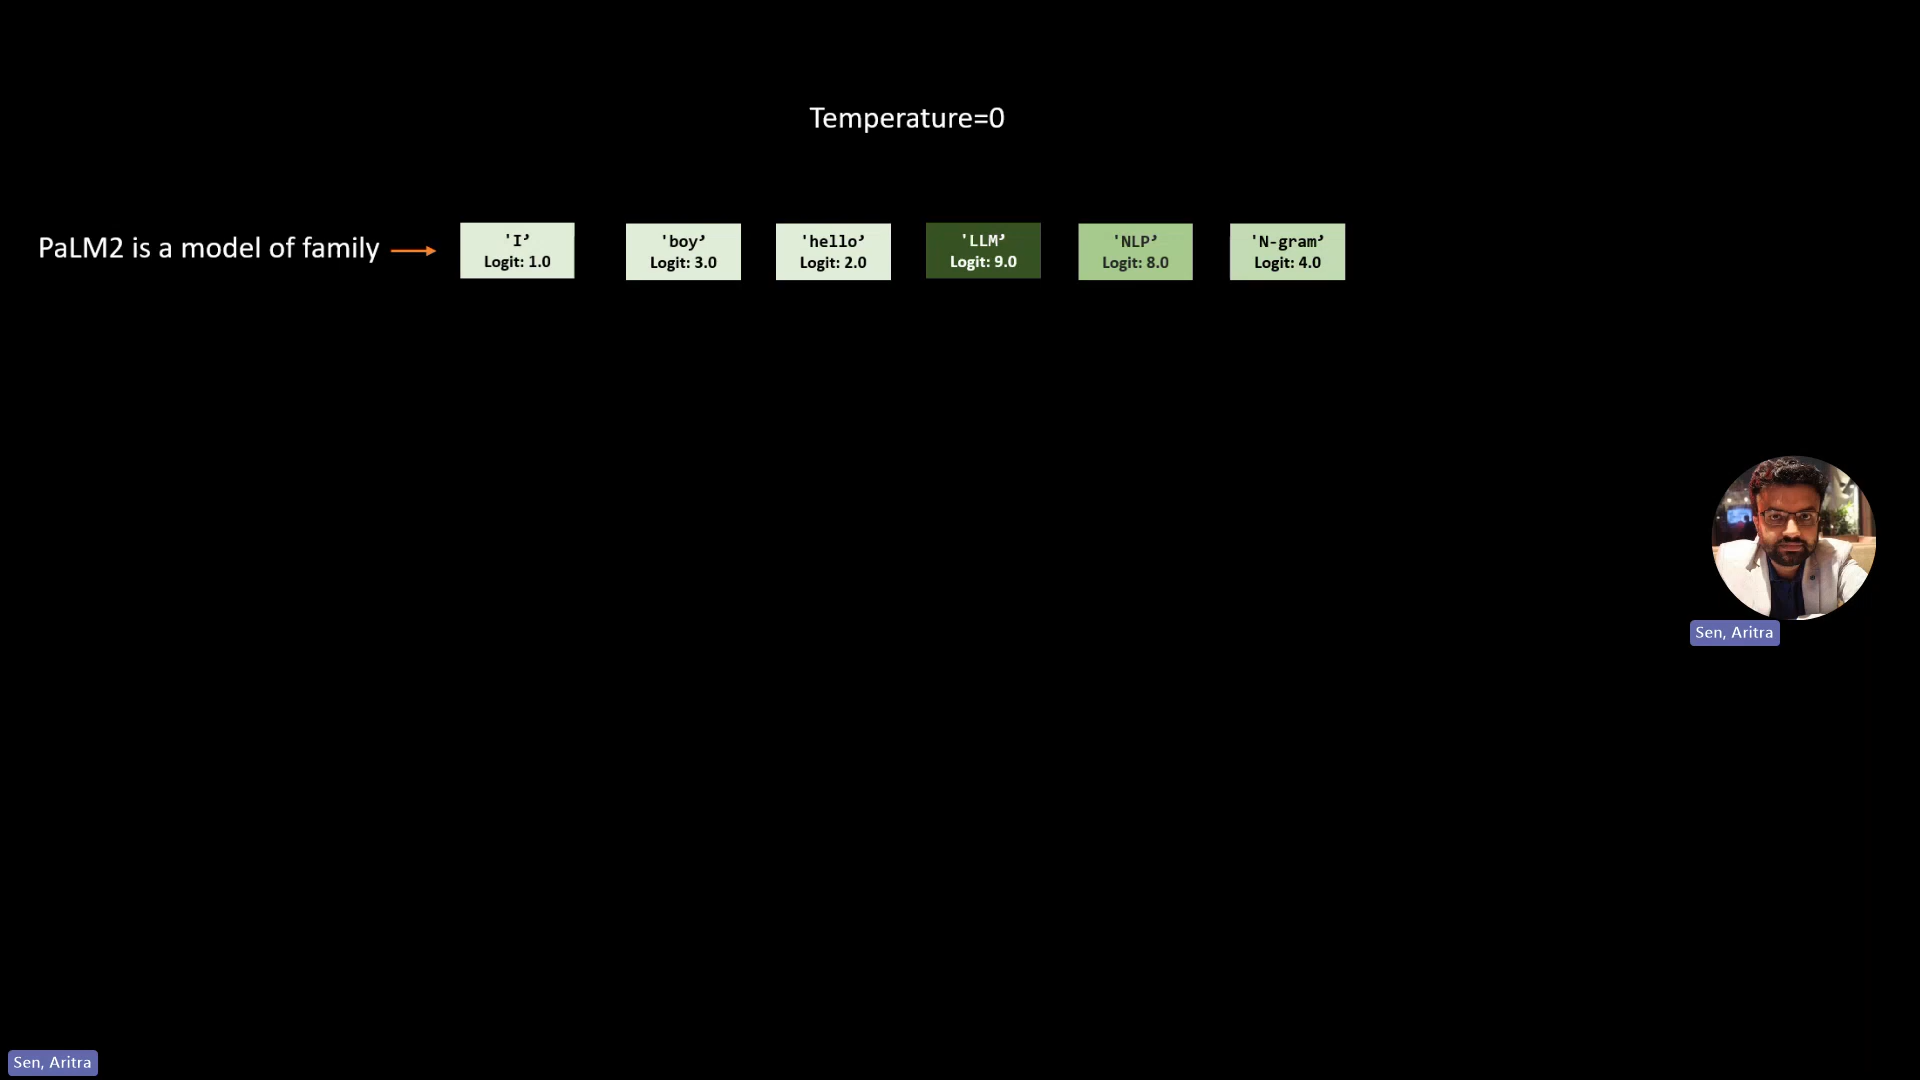 Temperature=0
PaLM2 is a model of family
'I’
Logit: 1.0
'boy’
Logit: 3.0
'hello’
Logit: 2.0
'LLM’
Logit: 9.0
'NLP’
Logit: 8.0
'N-gram’
Logit: 4.0
Sen, Aritra
Sen, Aritra